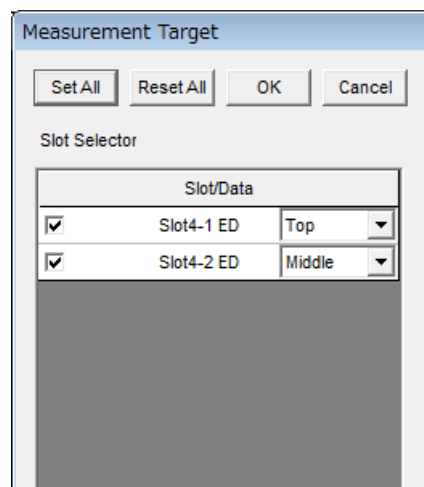 Measurement Target
Set All Reset All OK Cancel
Slot Selector
Slot/Data
Slot4-1 ED Top
Slot4-2 ED Middle